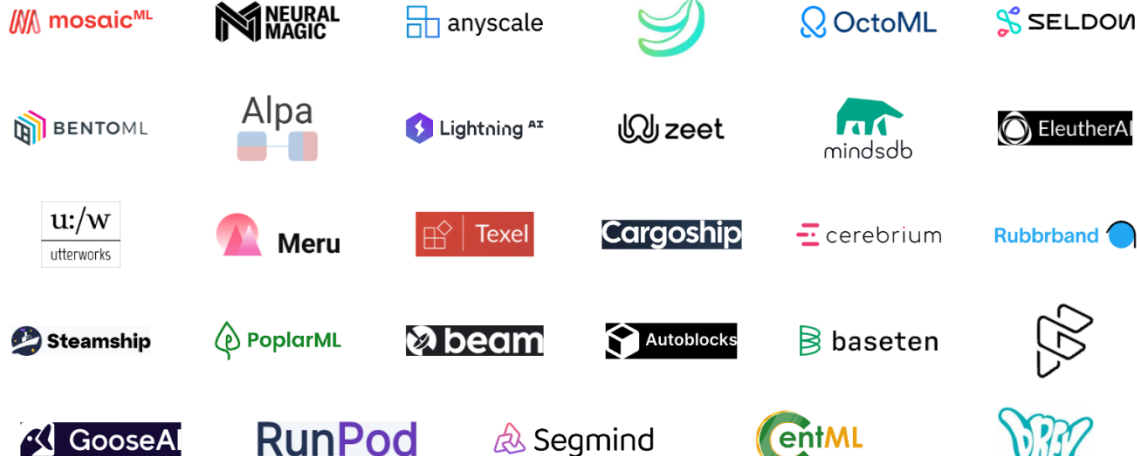 mosaicML
NEURAL
MAGIC
anyscale
OctoML
SELDON
BENTOML
Alpa
Lightning AI
zeet
mindsdb
EleutherAI
u:/w
utterworks
Meru
Texel
Cargoship
cerebrium
Rubbrband
Steamship
PoplarML
beam
Autoblocks
baseten
GooseAI
RunPod
Segmind
CentML
BREV